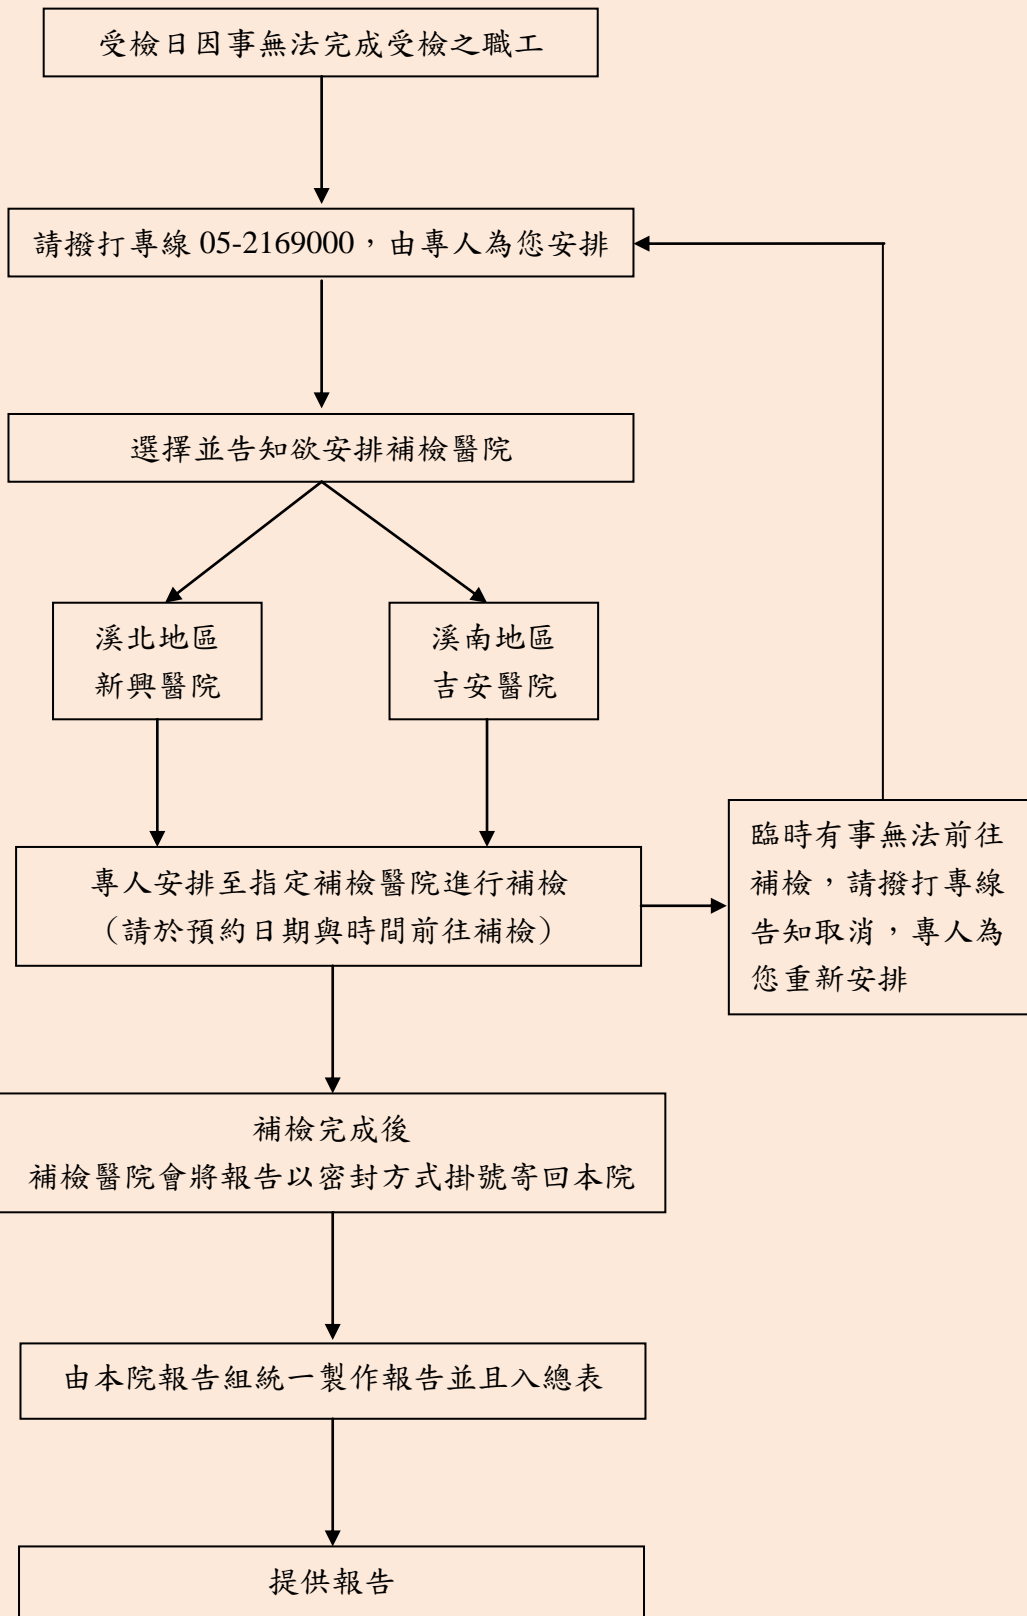 受檢日因事無法完成受檢之職工
請撥打專線 05-2169000，由專人為您安排
選擇並告知欲安排補檢醫院
溪北地區
新興醫院
溪南地區
吉安醫院
專人安排至指定補檢醫院進行補檢
（請於預約日期與時間前往補檢）
臨時有事無法前往
補檢，請撥打專線
告知取消，專人為
您重新安排
補檢完成後
補檢醫院會將報告以密封方式掛號寄回本院
由本院報告組統一製作報告並且入總表
提供報告